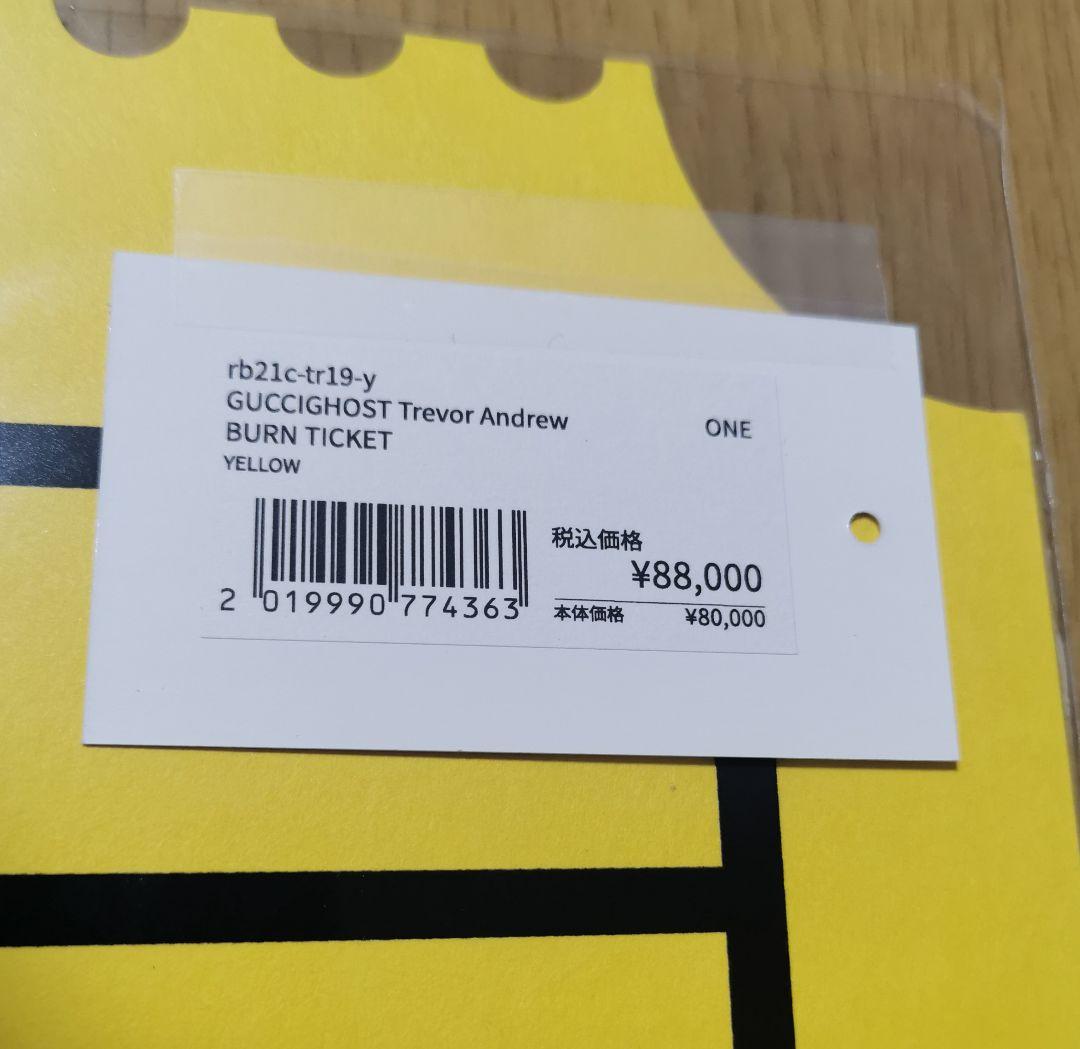 rb21c-tr19-y
GUCCIGHOST Trevor Andrew
BURN TICKET
ONE
YELLOW
税込価格
¥88,000
本体価格 ¥80,000
2 019990 774363